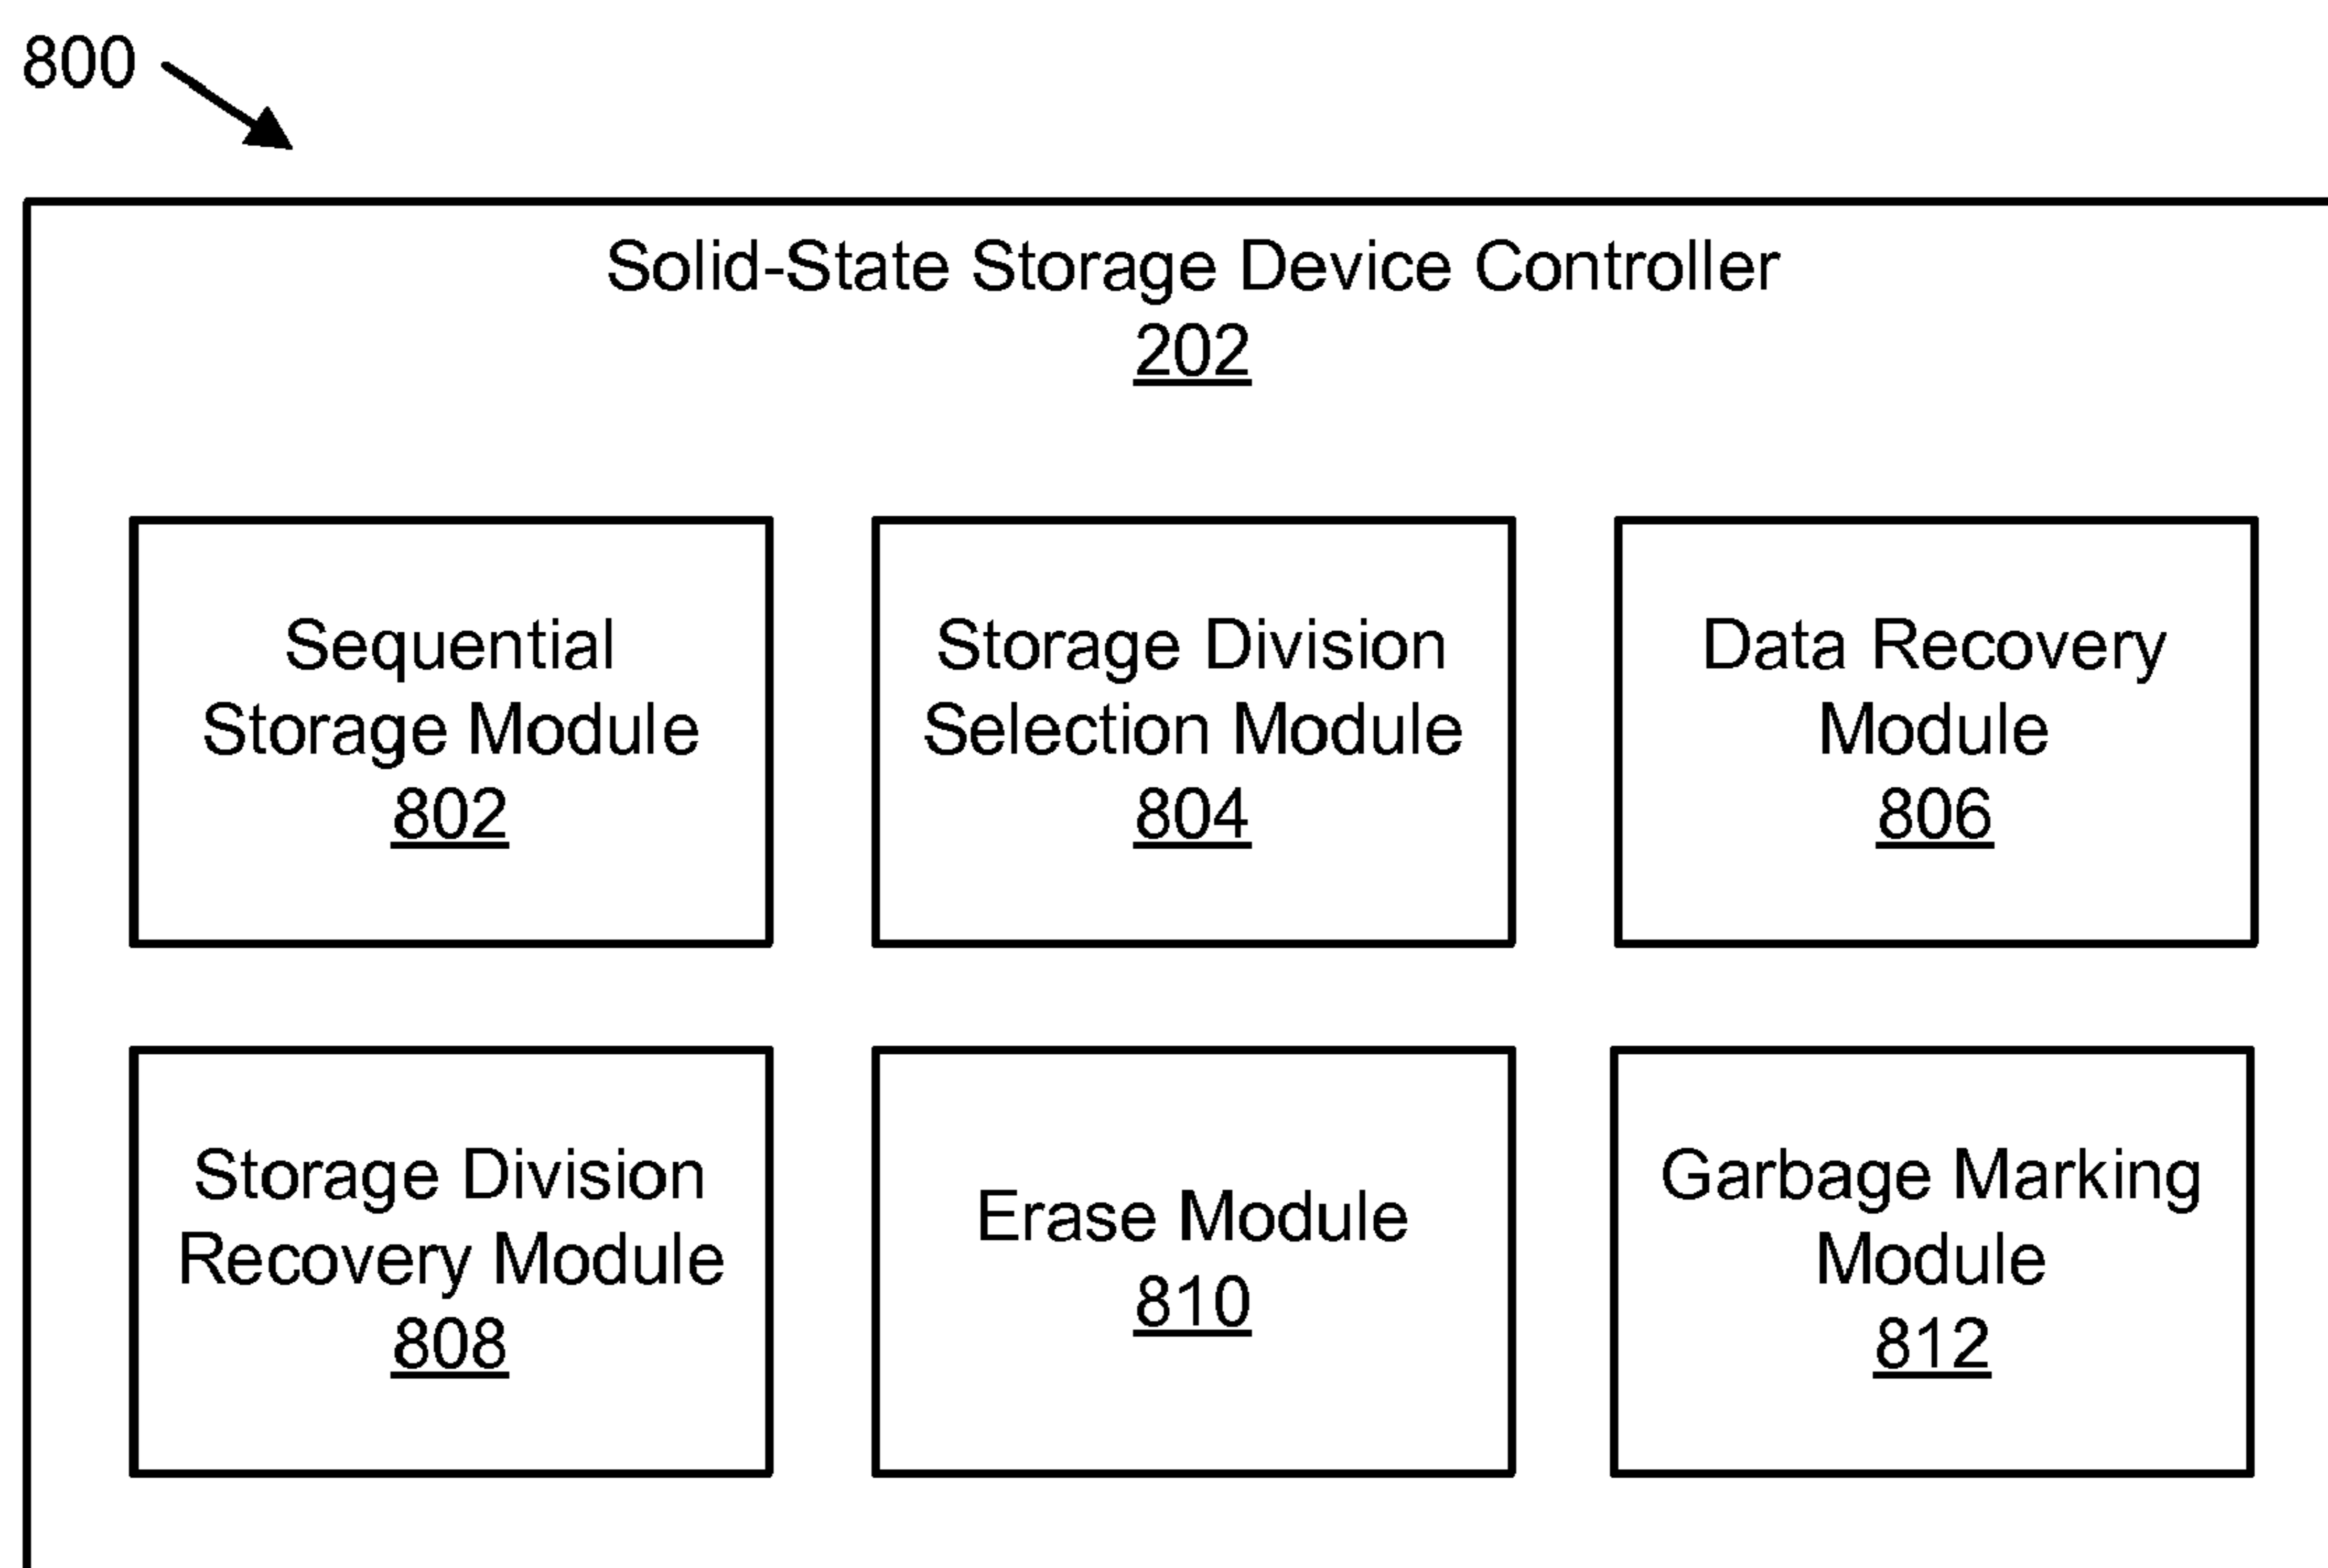 800
Solid-State Storage Device Controller
202
Sequential
Storage Module
802
Storage Division
Selection Module
804
Data Recovery
Module
806
Storage Division
Recovery Module
808
Erase Module
810
Garbage Marking
Module
812